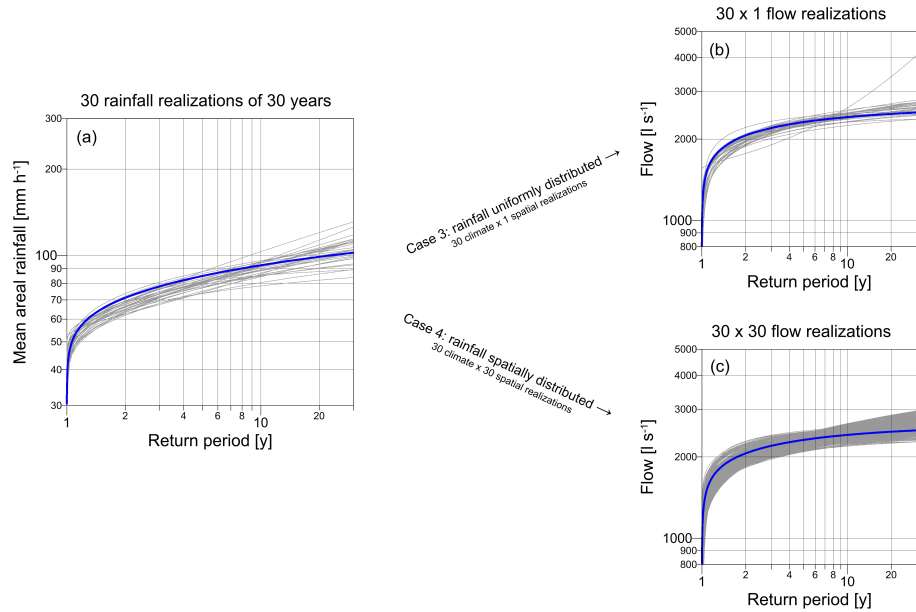 30 rainfall realizations of 30 years
(a)
300
200
100
90
80
70
60
50
40
30
Mean areal rainfall [mm h⁻¹]
1
2
4
6
8
10
20
Return period [y]
Case 3: rainfall uniformly distributed →
30 climate x 1 spatial realizations
Case 4: rainfall spatially distributed →
30 climate x 30 spatial realizations
30 x 1 flow realizations
(b)
5000
4000
3000
2000
1000
900
800
Flow [l s⁻¹]
1
2
4
6
8
10
20
Return period [y]
30 x 30 flow realizations
(c)
5000
4000
3000
2000
1000
900
800
Flow [l s⁻¹]
1
2
4
6
8
10
20
Return period [y]